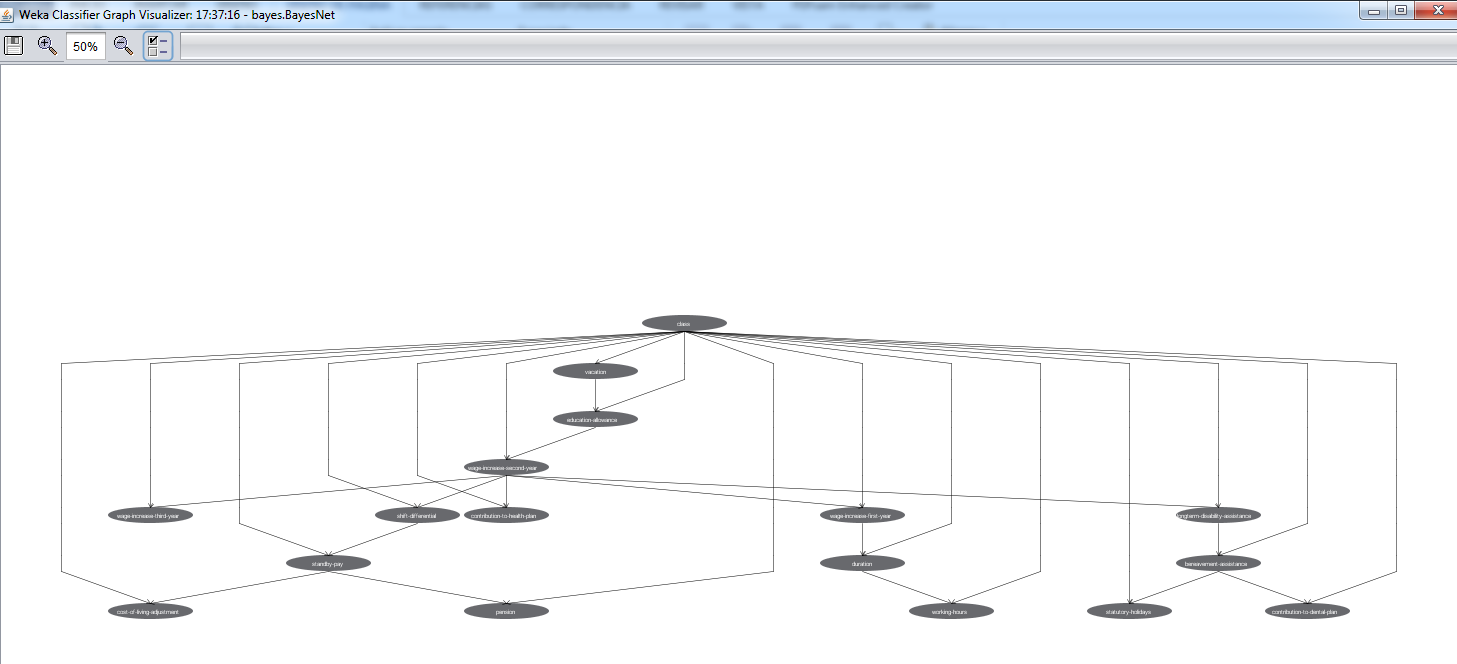 Weka Classifier Graph Visualizer: 17:37:16 - bayes.BayesNet
50%
class
vacation
education-allowance
wage-increase-second-year
wage-increase-third-year
shift-differential
contribution-to-health-plan
wage-increase-first-year
ongterm-disability-assistance
standby-pay
duration
bereavement-assistance
cost-of-living-adjustment
pension
working-hours
statutory-holidays
contribution-to-dental-plan